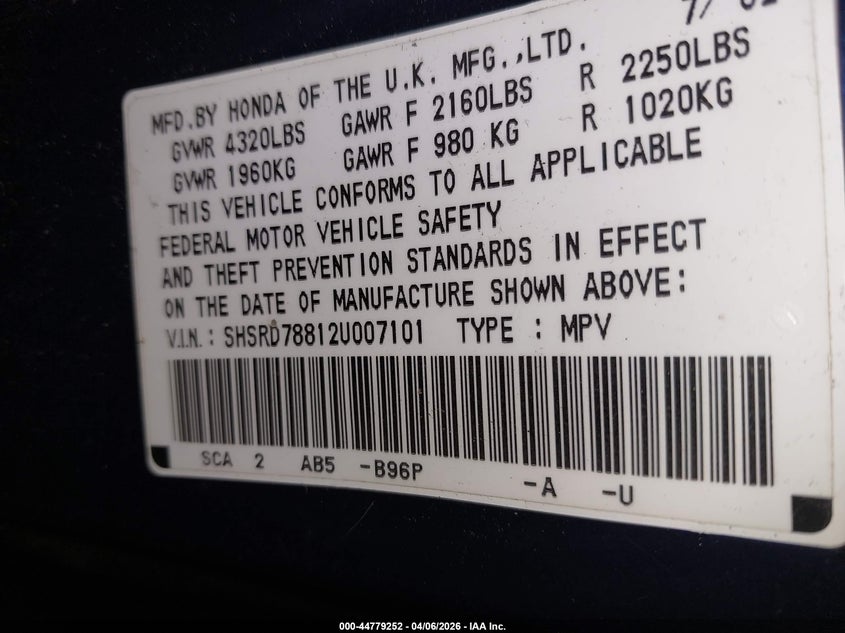 7/ 01
MFD.BY HONDA OF THE U.K. MFG.,LTD.
GVWR 4320LBS GAWR F 2160LBS R 2250LBS
GVWR 1960KG GAWR F 980 KG R 1020KG
THIS VEHICLE CONFORMS TO ALL APPLICABLE
FEDERAL MOTOR VEHICLE SAFETY
AND THEFT PREVENTION STANDARDS IN EFFECT
ON THE DATE OF MANUFACTURE SHOWN ABOVE:
V.I.N.: SHSRD78812U007101 TYPE : MPV
SCA 2 AB5 -B96P -A -U
000-44779252 - 04/06/2026 - IAA Inc.